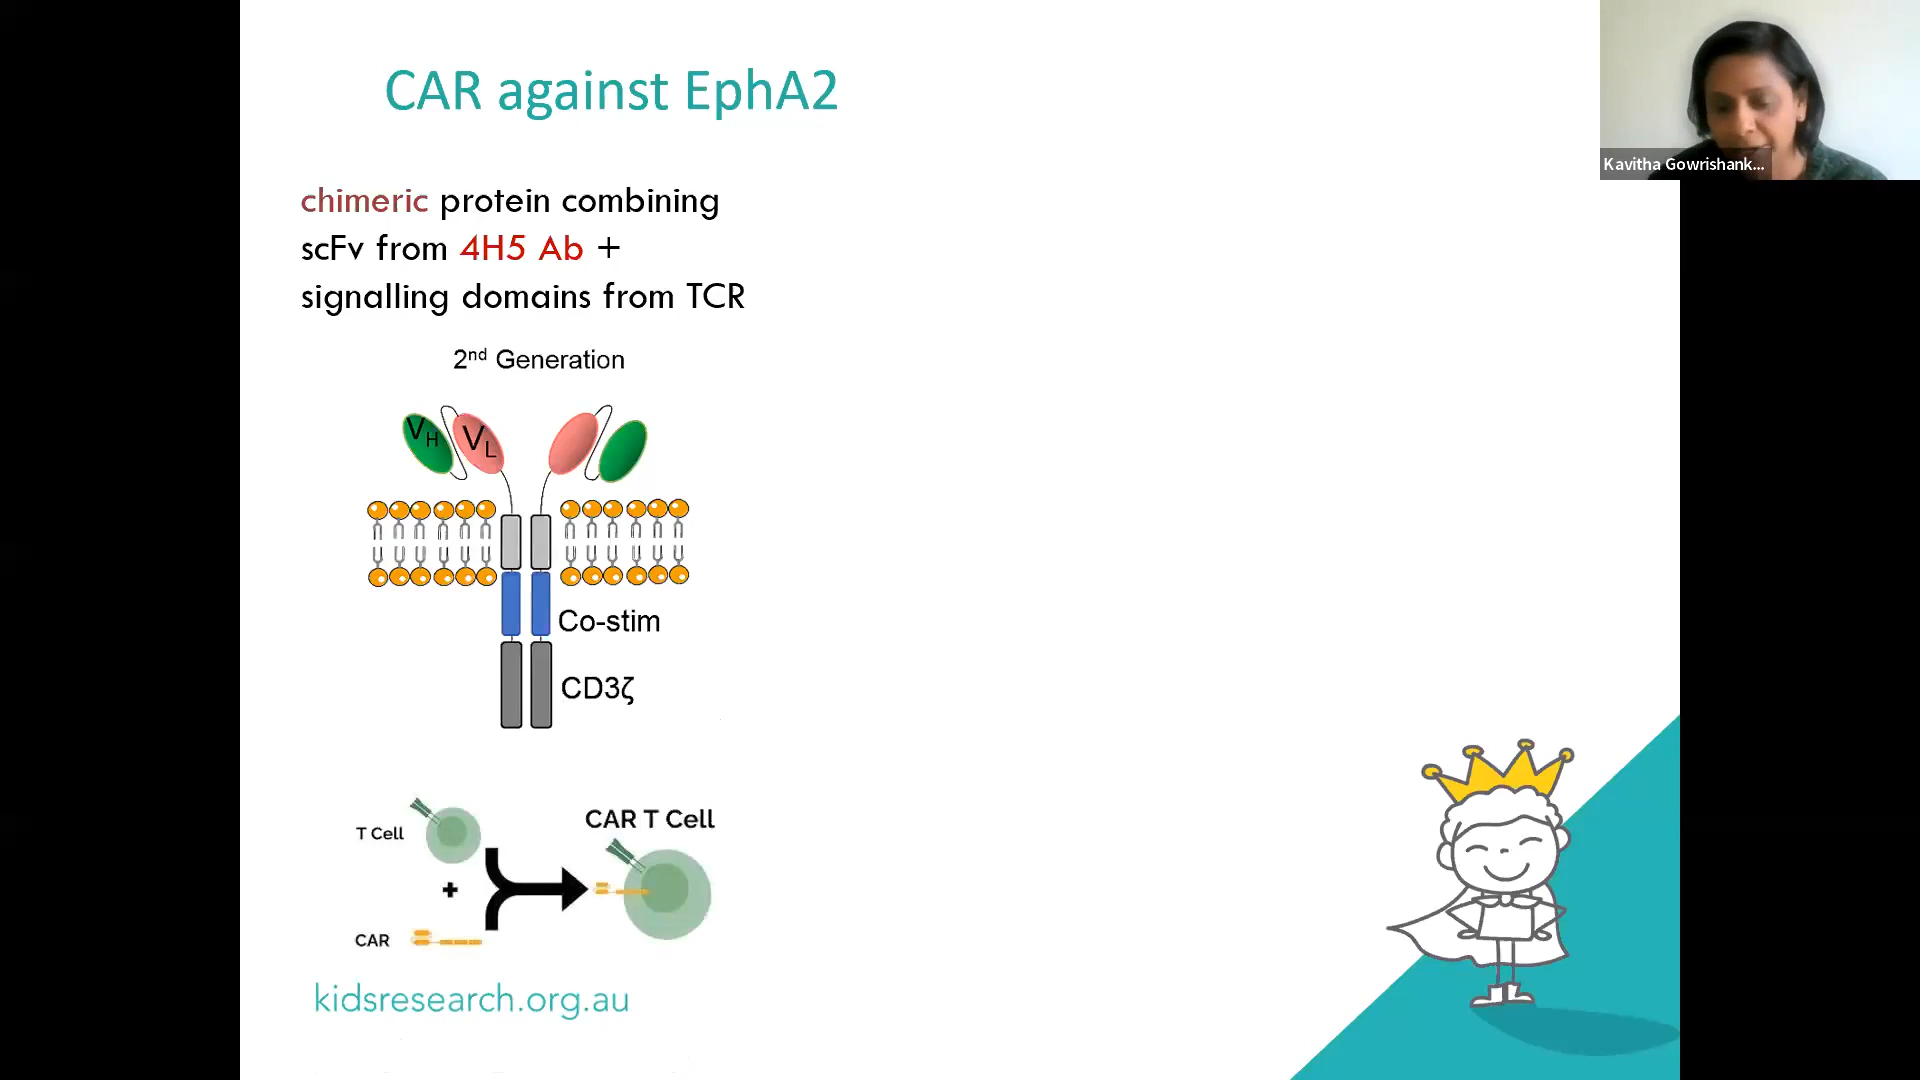 CAR against EphA2
Kavitha Gowrishank...
chimeric protein combining
scFv from 4H5 Ab +
signalling domains from TCR
2nd Generation
VH VL
Co-stim
CD3ζ
T Cell
+
CAR
CAR T Cell
kidsresearch.org.au